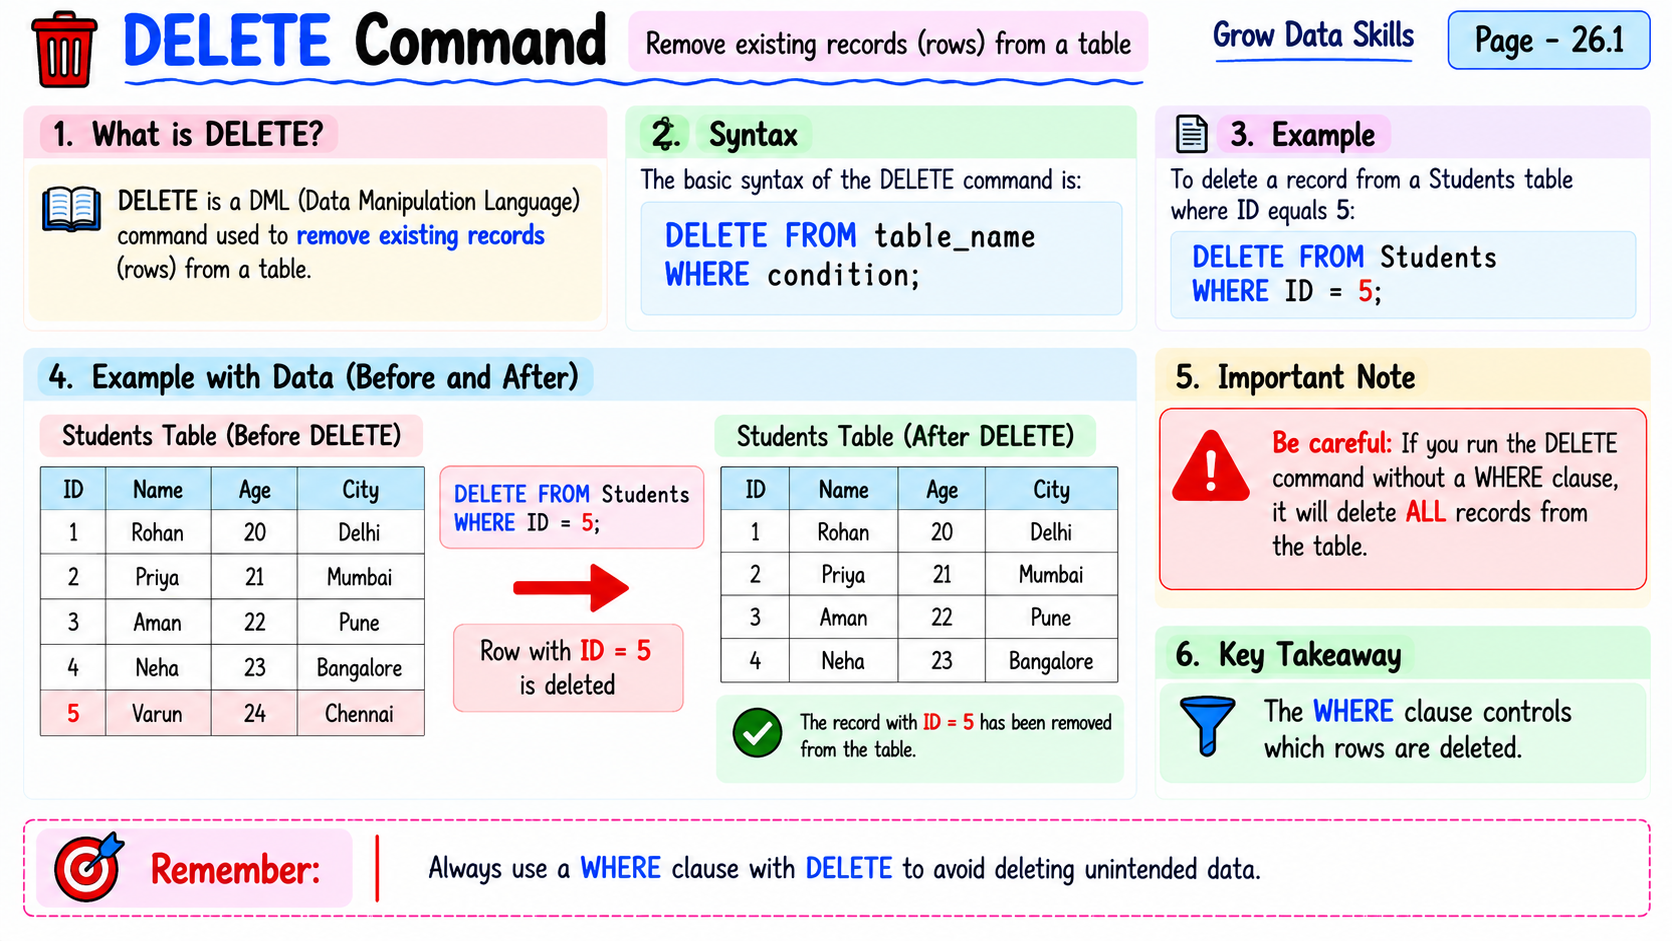 DELETE Command
Remove existing records (rows) from a table
Grow Data Skills
Page - 26.1
1. What is DELETE?
DELETE is a DML (Data Manipulation Language)
command used to remove existing records
(rows) from a table.
2. Syntax
The basic syntax of the DELETE command is:
DELETE FROM table_name
WHERE condition;
3. Example
To delete a record from a Students table
where ID equals 5:
DELETE FROM Students
WHERE ID = 5;
4. Example with Data (Before and After)
Students Table (Before DELETE)
ID Name Age City
1 Rohan 20 Delhi
2 Priya 21 Mumbai
3 Aman 22 Pune
4 Neha 23 Bangalore
5 Varun 24 Chennai
DELETE FROM Students
WHERE ID = 5;
Row with ID = 5
is deleted
Students Table (After DELETE)
ID Name Age City
1 Rohan 20 Delhi
2 Priya 21 Mumbai
3 Aman 22 Pune
4 Neha 23 Bangalore
The record with ID = 5 has been removed
from the table.
5. Important Note
Be careful: If you run the DELETE
command without a WHERE clause,
it will delete ALL records from
the table.
6. Key Takeaway
The WHERE clause controls
which rows are deleted.
Remember:
Always use a WHERE clause with DELETE to avoid deleting unintended data.